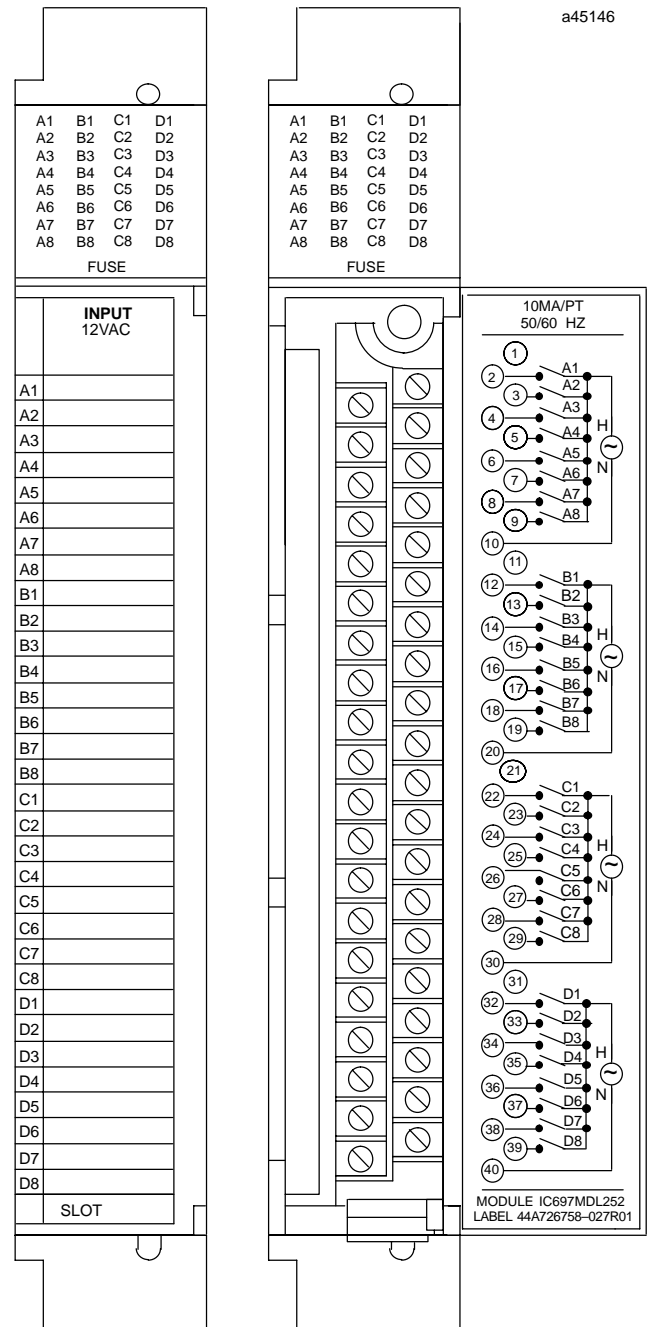 a45146
A1 B1 C1 D1
A2 B2 C2 D2
A3 B3 C3 D3
A4 B4 C4 D4
A5 B5 C5 D5
A6 B6 C6 D6
A7 B7 C7 D7
A8 B8 C8 D8
FUSE
INPUT
12VAC
A1
A2
A3
A4
A5
A6
A7
A8
B1
B2
B3
B4
B5
B6
B7
B8
C1
C2
C3
C4
C5
C6
C7
C8
D1
D2
D3
D4
D5
D6
D7
D8
SLOT
A1 B1 C1 D1
A2 B2 C2 D2
A3 B3 C3 D3
A4 B4 C4 D4
A5 B5 C5 D5
A6 B6 C6 D6
A7 B7 C7 D7
A8 B8 C8 D8
FUSE
10MA/PT
50/60 HZ
1
2 A1
3 A2
4 A3
5 A4 H
6 A5 ~
7 A6 N
8 A7
9 A8
10
11
12 B1
13 B2
14 B3
15 B4 H
16 B5 ~
17 B6 N
18 B7
19 B8
20
21
22 C1
23 C2
24 C3
25 C4 H
26 C5 ~
27 C6 N
28 C7
29 C8
30
31
32 D1
33 D2
34 D3
35 D4 H
36 D5 ~
37 D6 N
38 D7
39 D8
40
MODULE IC697MDL252
LABEL 44A726758–027R01